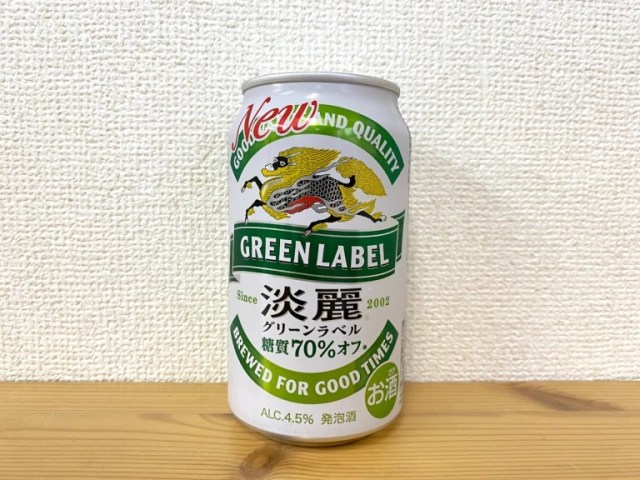 New
AND QUALITY
GREEN LABEL
Since 淡麗 2002
グリーンラベル
糖質70%オフ
BREWED FOR GOOD TIMES
お酒
ALC.4.5% 発泡酒